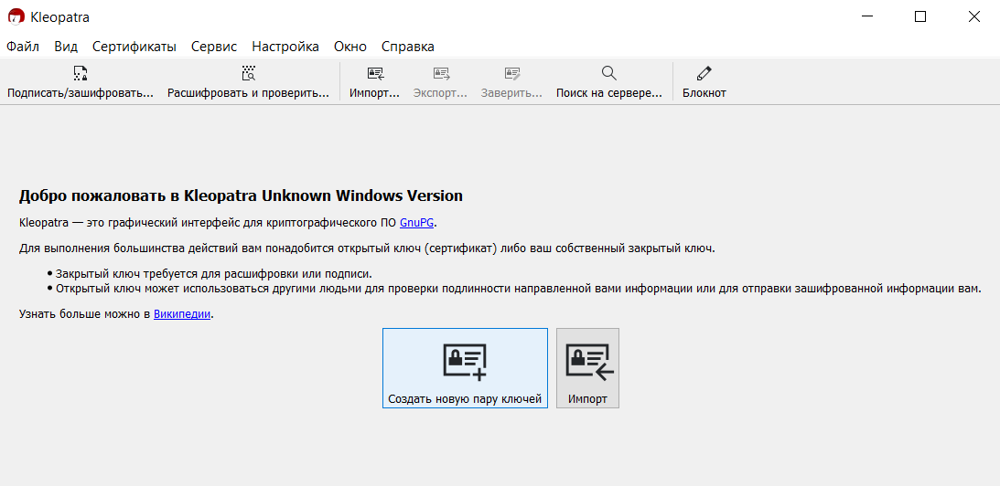 Kleopatra
Файл Вид Сертификаты Сервис Настройка Окно Справка
Подписать/зашифровать... Расшифровать и проверить... Импорт... Экспорт... Заверить... Поиск на сервере... Блокнот
Добро пожаловать в Kleopatra Unknown Windows Version
Kleopatra — это графический интерфейс для криптографического ПО GnuPG.
Для выполнения большинства действий вам понадобится открытый ключ (сертификат) либо ваш собственный закрытый ключ.
• Закрытый ключ требуется для расшифровки или подписи.
• Открытый ключ может использоваться другими людьми для проверки подлинности направленной вами информации или для отправки зашифрованной информации вам.
Узнать больше можно в Википедии.
Создать новую пару ключей Импорт